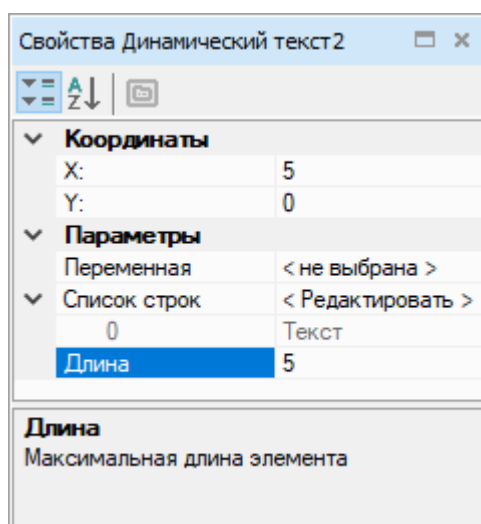 Свойства Динамический текст2
Координаты
X: 5
Y: 0
Параметры
Переменная < не выбрана >
Список строк < Редактировать >
0 Текст
Длина 5
Длина
Максимальная длина элемента